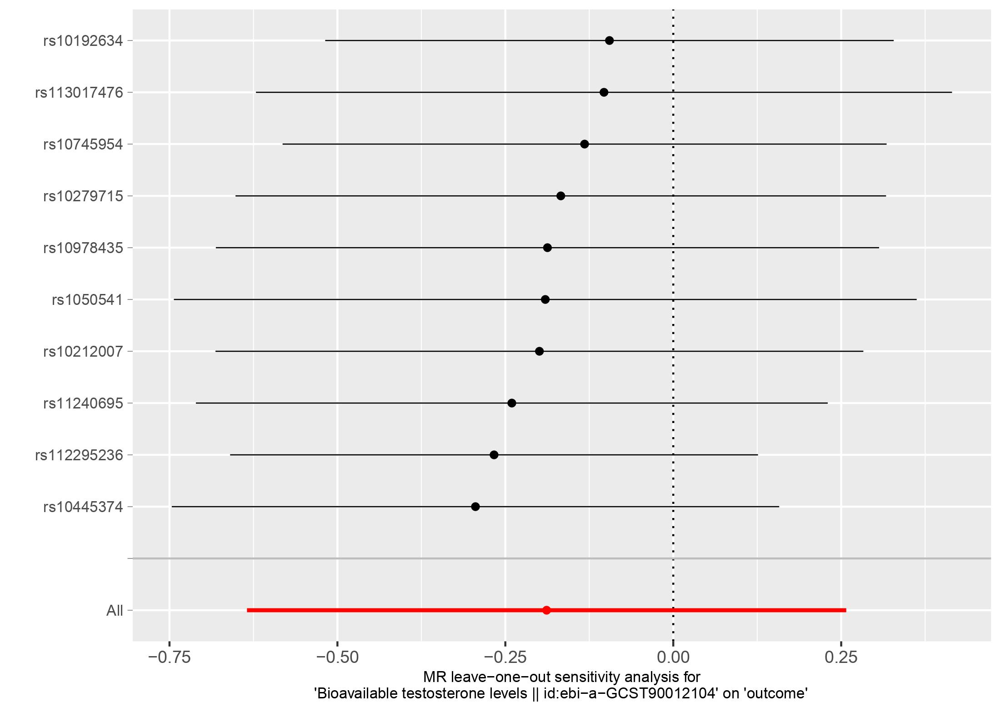 rs10192634
rs113017476
rs10745954
rs10279715
rs10978435
rs1050541
rs10212007
rs11240695
rs112295236
rs10445374
All
−0.75 −0.50 −0.25 0.00 0.25
MR leave−one−out sensitivity analysis for
'Bioavailable testosterone levels || id:ebi−a−GCST90012104' on 'outcome'